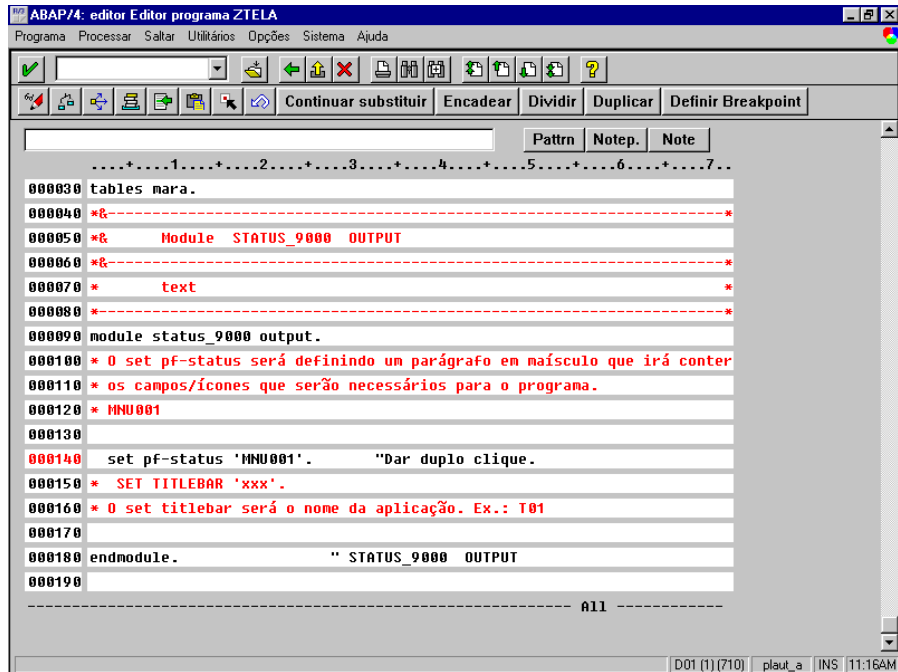 ABAP/4: editor Editor programa ZTELA
Programa Processar Saltar Utilitários Opções Sistema Ajuda
Continuar substituir Encadear Dividir Duplicar Definir Breakpoint
Pattrn Notep. Note
....+....1....+....2....+....3....+....4....+....5....+....6....+....7..
000030 tables mara.
000040 *&---------------------------------------------------------------------*
000050 *&      Module  STATUS_9000  OUTPUT
000060 *&---------------------------------------------------------------------*
000070 *       text                                                           *
000080 *----------------------------------------------------------------------*
000090 module status_9000 output.
000100 * O set pf-status será definindo um parágrafo em maísculo que irá conter
000110 * os campos/ícones que serão necessários para o programa.
000120 * MNU001
000130
000140   set pf-status 'MNU001'.       "Dar duplo clique.
000150 *  SET TITLEBAR 'xxx'.
000160 * O set titlebar será o nome da aplicação. Ex.: T01
000170
000180 endmodule.                 " STATUS_9000  OUTPUT
000190
------------------------------------------------------------- All ------------
D01 (1) (710) plaut_a INS 11:16AM